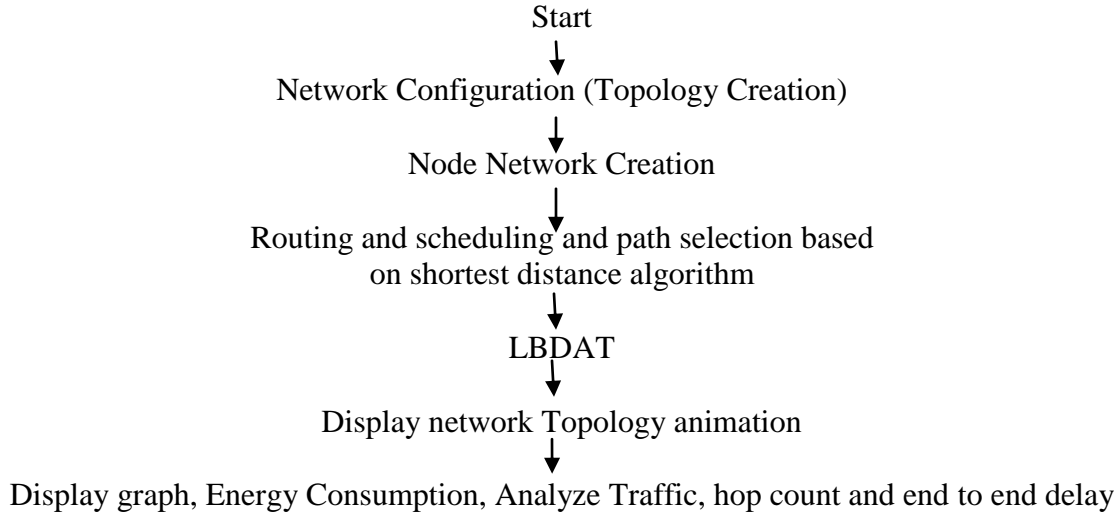 Start
Network Configuration (Topology Creation)
Node Network Creation
Routing and scheduling and path selection based
on shortest distance algorithm
LBDAT
Display network Topology animation
Display graph, Energy Consumption, Analyze Traffic, hop count and end to end delay